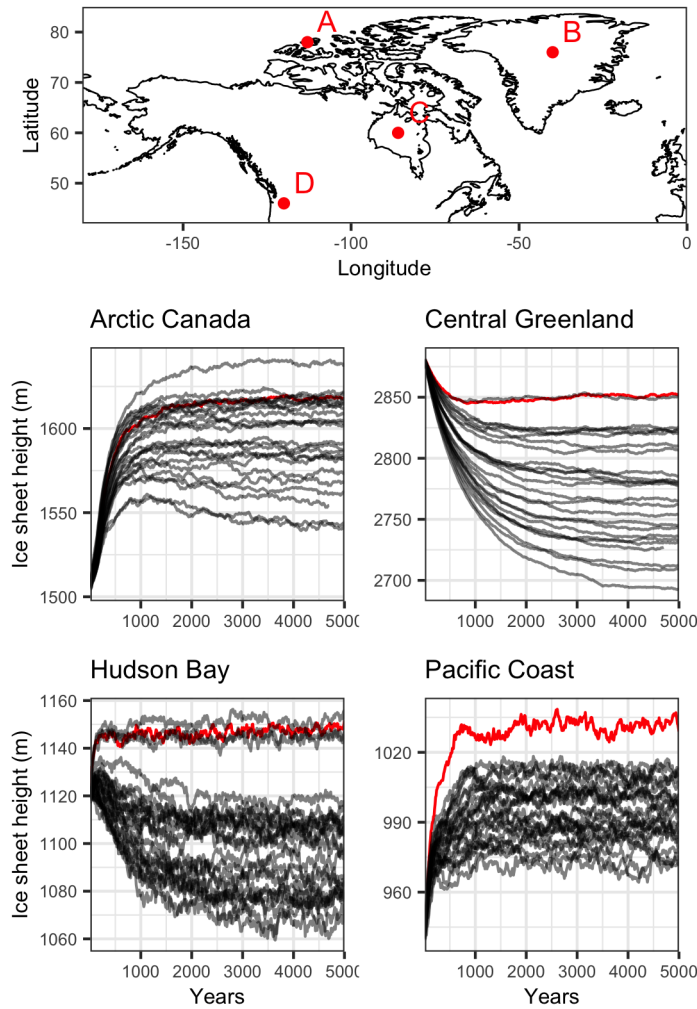 A
B
C
D
80
70
60
50
Latitude
-150
-100
-50
0
Longitude
Arctic Canada
Central Greenland
Ice sheet height (m)
1600
1550
1500
2850
2800
2750
2700
1000 2000 3000 4000 5000
1000 2000 3000 4000 5000
Hudson Bay
Pacific Coast
Ice sheet height (m)
1160
1140
1120
1100
1080
1060
1020
990
960
1000 2000 3000 4000 5000
1000 2000 3000 4000 5000
Years
Years